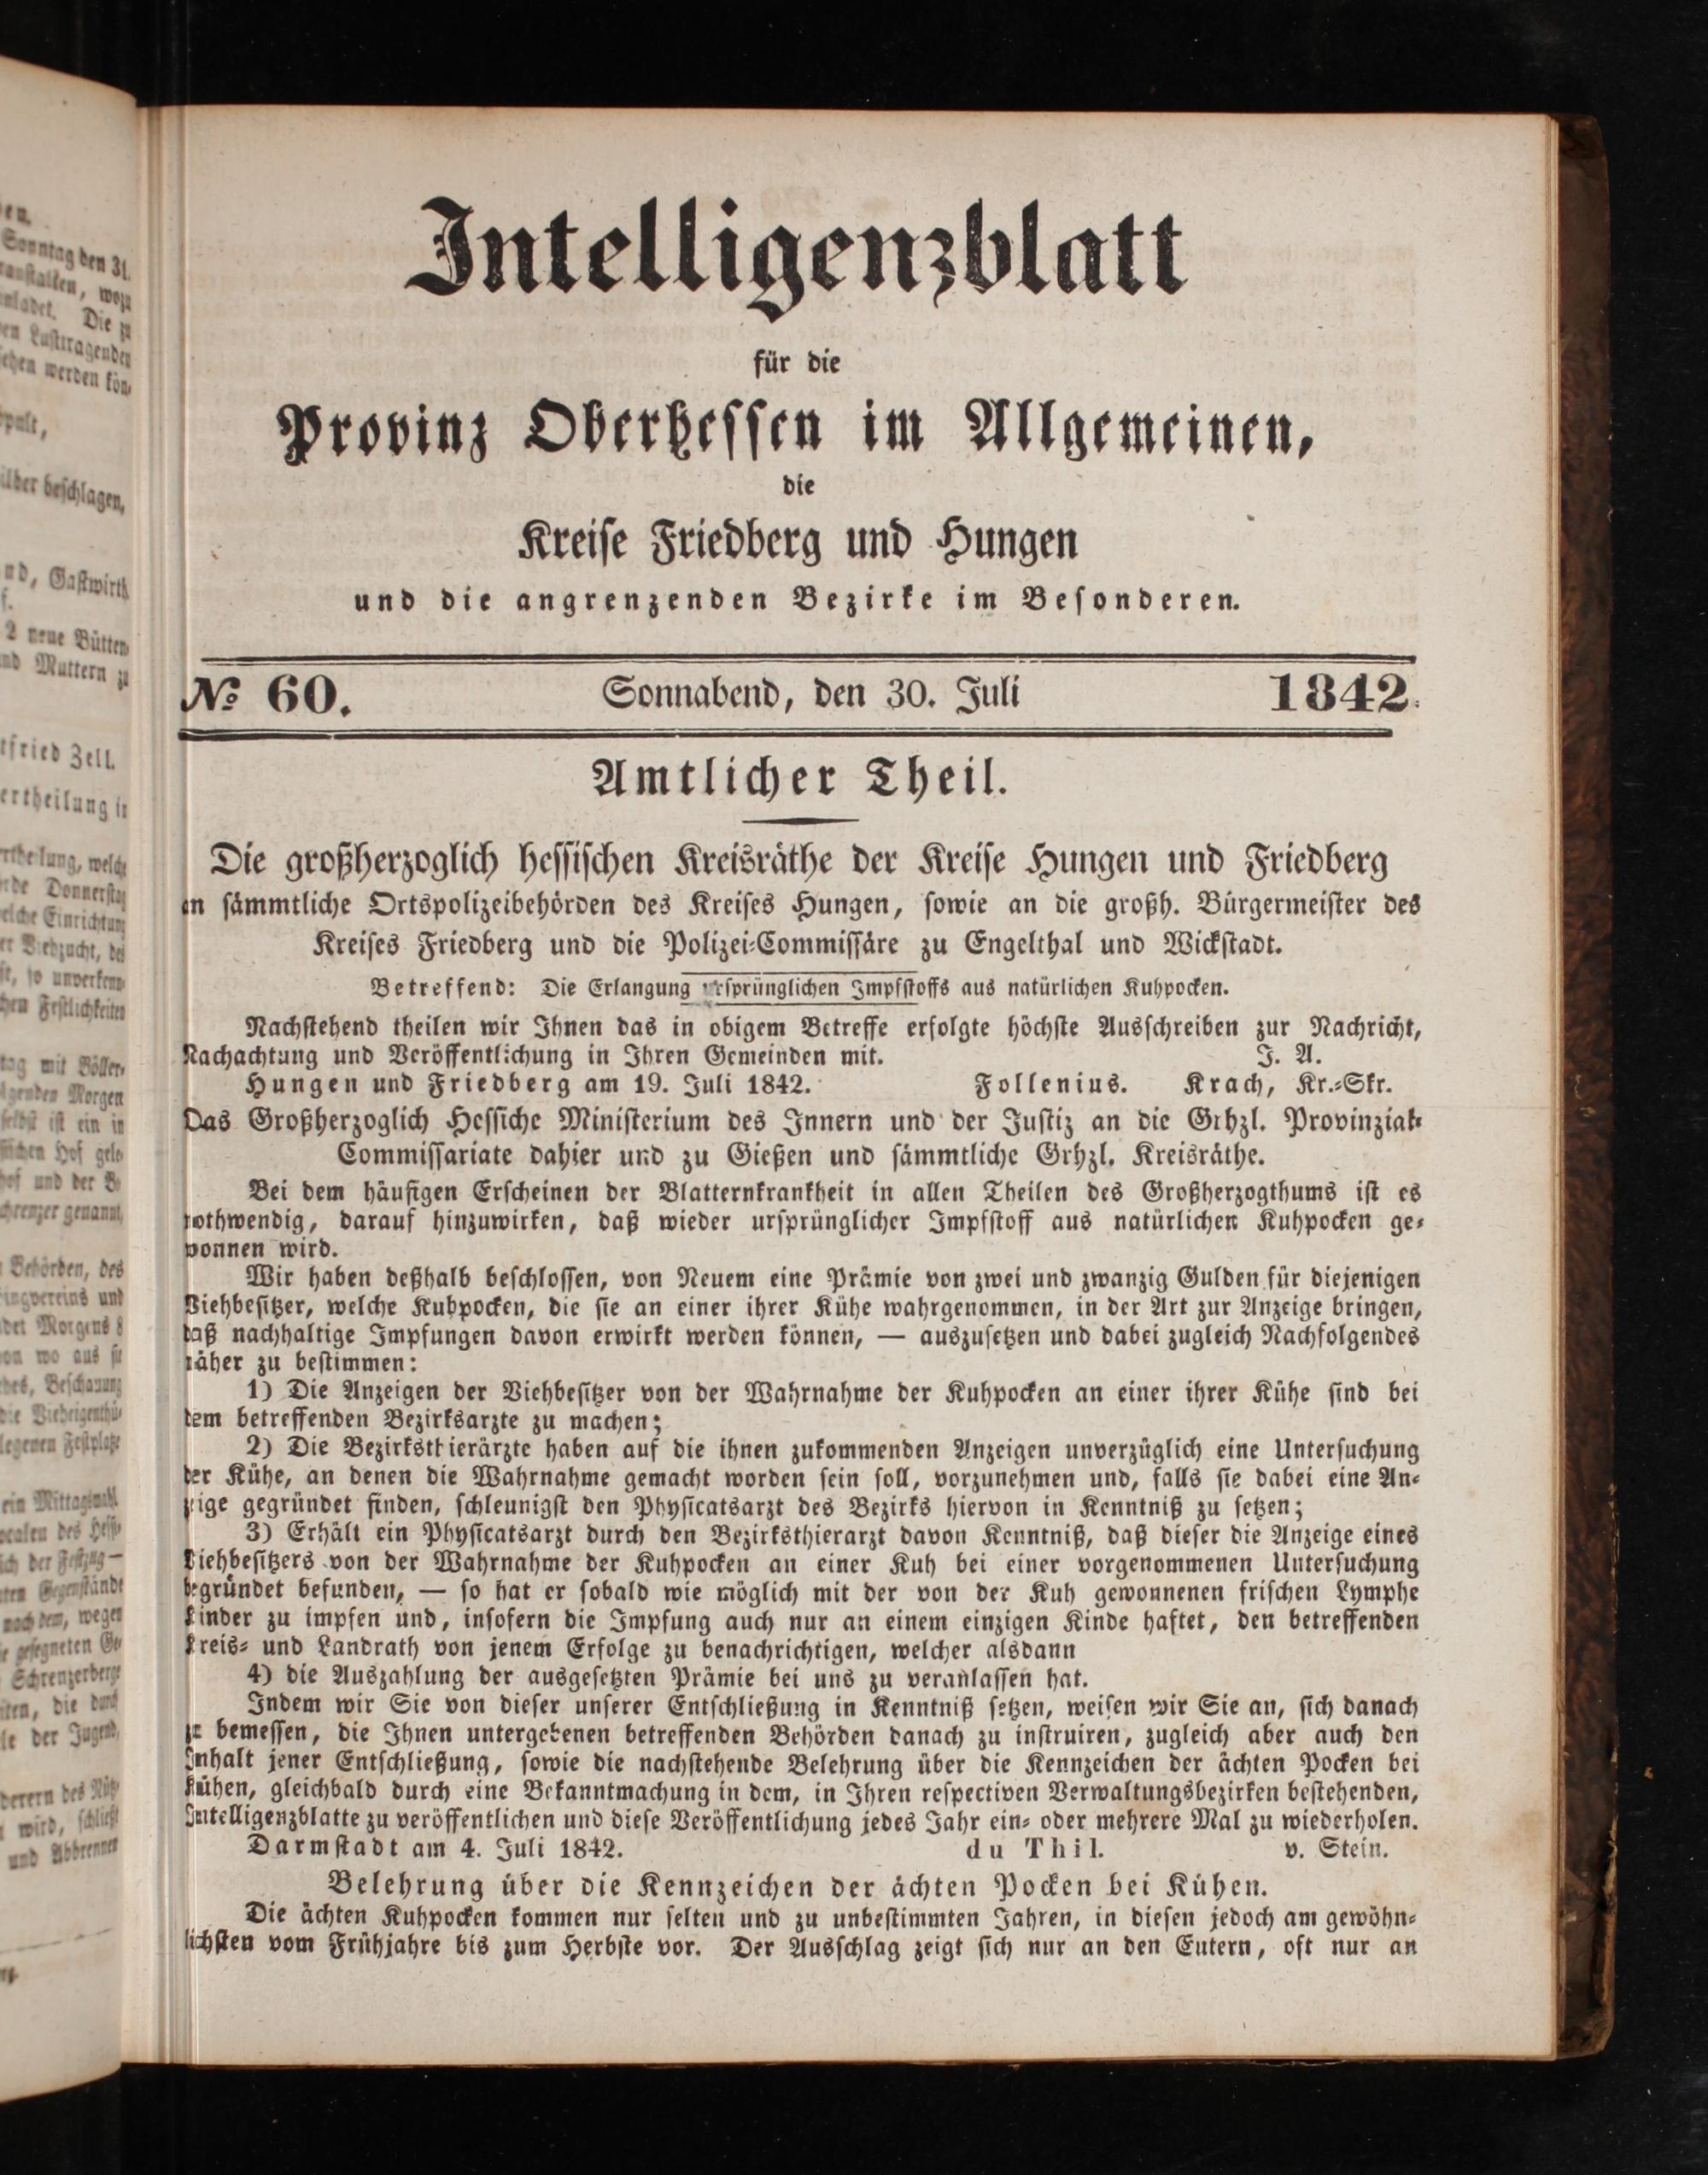 Intelligenzblatt
für die
Provinz Oberhessen im Allgemeinen,
die
Kreise Friedberg und Hungen
und die angrenzenden Bezirke im Besonderen.
No 60. Sonnabend, den 30. Juli 1842.
Amtlicher Theil.
Die großherzoglich hessischen Kreisräthe der Kreise Hungen und Friedberg
an sämmtliche Ortspolizeibehörden des Kreises Hungen, sowie an die großh. Bürgermeister des
Kreises Friedberg und die Polizei-Commissäre zu Engelthal und Wickstadt.
Betreffend: Die Erlangung ursprünglichen Impfstoffs aus natürlichen Kuhpocken.
Nachstehend theilen wir Ihnen das in obigem Betreffe erfolgte höchste Ausschreiben zur Nachricht,
Nachachtung und Veröffentlichung in Ihren Gemeinden mit. J. A.
Hungen und Friedberg am 19. Juli 1842. Follenius. Krach, Kr.-Skr.
Das Großherzoglich Hessiche Ministerium des Innern und der Justiz an die Grhzl. Provinzial-
Commissariate dahier und zu Gießen und sämmtliche Grhzl. Kreisräthe.
Bei dem häufigen Erscheinen der Blatternkrankheit in allen Theilen des Großherzogthums ist es
nothwendig, darauf hinzuwirken, daß wieder ursprünglicher Impfstoff aus natürlichen Kuhpocken ge-
wonnen wird.
Wir haben deßhalb beschlossen, von Neuem eine Prämie von zwei und zwanzig Gulden für diejenigen
Viehbesitzer, welche Kuhpocken, die sie an einer ihrer Kühe wahrgenommen, in der Art zur Anzeige bringen,
daß nachhaltige Impfungen davon erwirkt werden können, — auszusetzen und dabei zugleich Nachfolgendes
näher zu bestimmen:
1) Die Anzeigen der Viehbesitzer von der Wahrnahme der Kuhpocken an einer ihrer Kühe sind bei
dem betreffenden Bezirksarzte zu machen;
2) Die Bezirksthierärzte haben auf die ihnen zukommenden Anzeigen unverzüglich eine Untersuchung
der Kühe, an denen die Wahrnahme gemacht worden sein soll, vorzunehmen und, falls sie dabei eine An-
zeige gegründet finden, schleunigst den Physicatsarzt des Bezirks hiervon in Kenntniß zu setzen;
3) Erhält ein Physicatsarzt durch den Bezirksthierarzt davon Kenntniß, daß dieser die Anzeige eines
Viehbesitzers von der Wahrnahme der Kuhpocken an einer Kuh bei einer vorgenommenen Untersuchung
begründet befunden, — so hat er sobald wie möglich mit der von der Kuh gewonnenen frischen Lymphe
Kinder zu impfen und, insofern die Impfung auch nur an einem einzigen Kinde haftet, den betreffenden
Kreis- und Landrath von jenem Erfolge zu benachrichtigen, welcher alsdann
4) die Auszahlung der ausgesetzten Prämie bei uns zu veranlassen hat.
Indem wir Sie von dieser unserer Entschließung in Kenntniß setzen, weisen wir Sie an, sich danach
zu bemessen, die Ihnen untergebenen betreffenden Behörden danach zu instruiren, zugleich aber auch den
Inhalt jener Entschließung, sowie die nachstehende Belehrung über die Kennzeichen der ächten Pocken bei
Kühen, gleichbald durch eine Bekanntmachung in dem, in Ihren respectiven Verwaltungsbezirken bestehenden,
Intelligenzblatte zu veröffentlichen und diese Veröffentlichung jedes Jahr ein- oder mehrere Mal zu wiederholen.
Darmstadt am 4. Juli 1842. du Thil. v. Stein.
Belehrung über die Kennzeichen der ächten Pocken bei Kühen.
Die ächten Kuhpocken kommen nur selten und zu unbestimmten Jahren, in diesen jedoch am gewöhn-
lichsten vom Frühjahre bis zum Herbste vor. Der Ausschlag zeigt sich nur an den Eutern, oft nur an